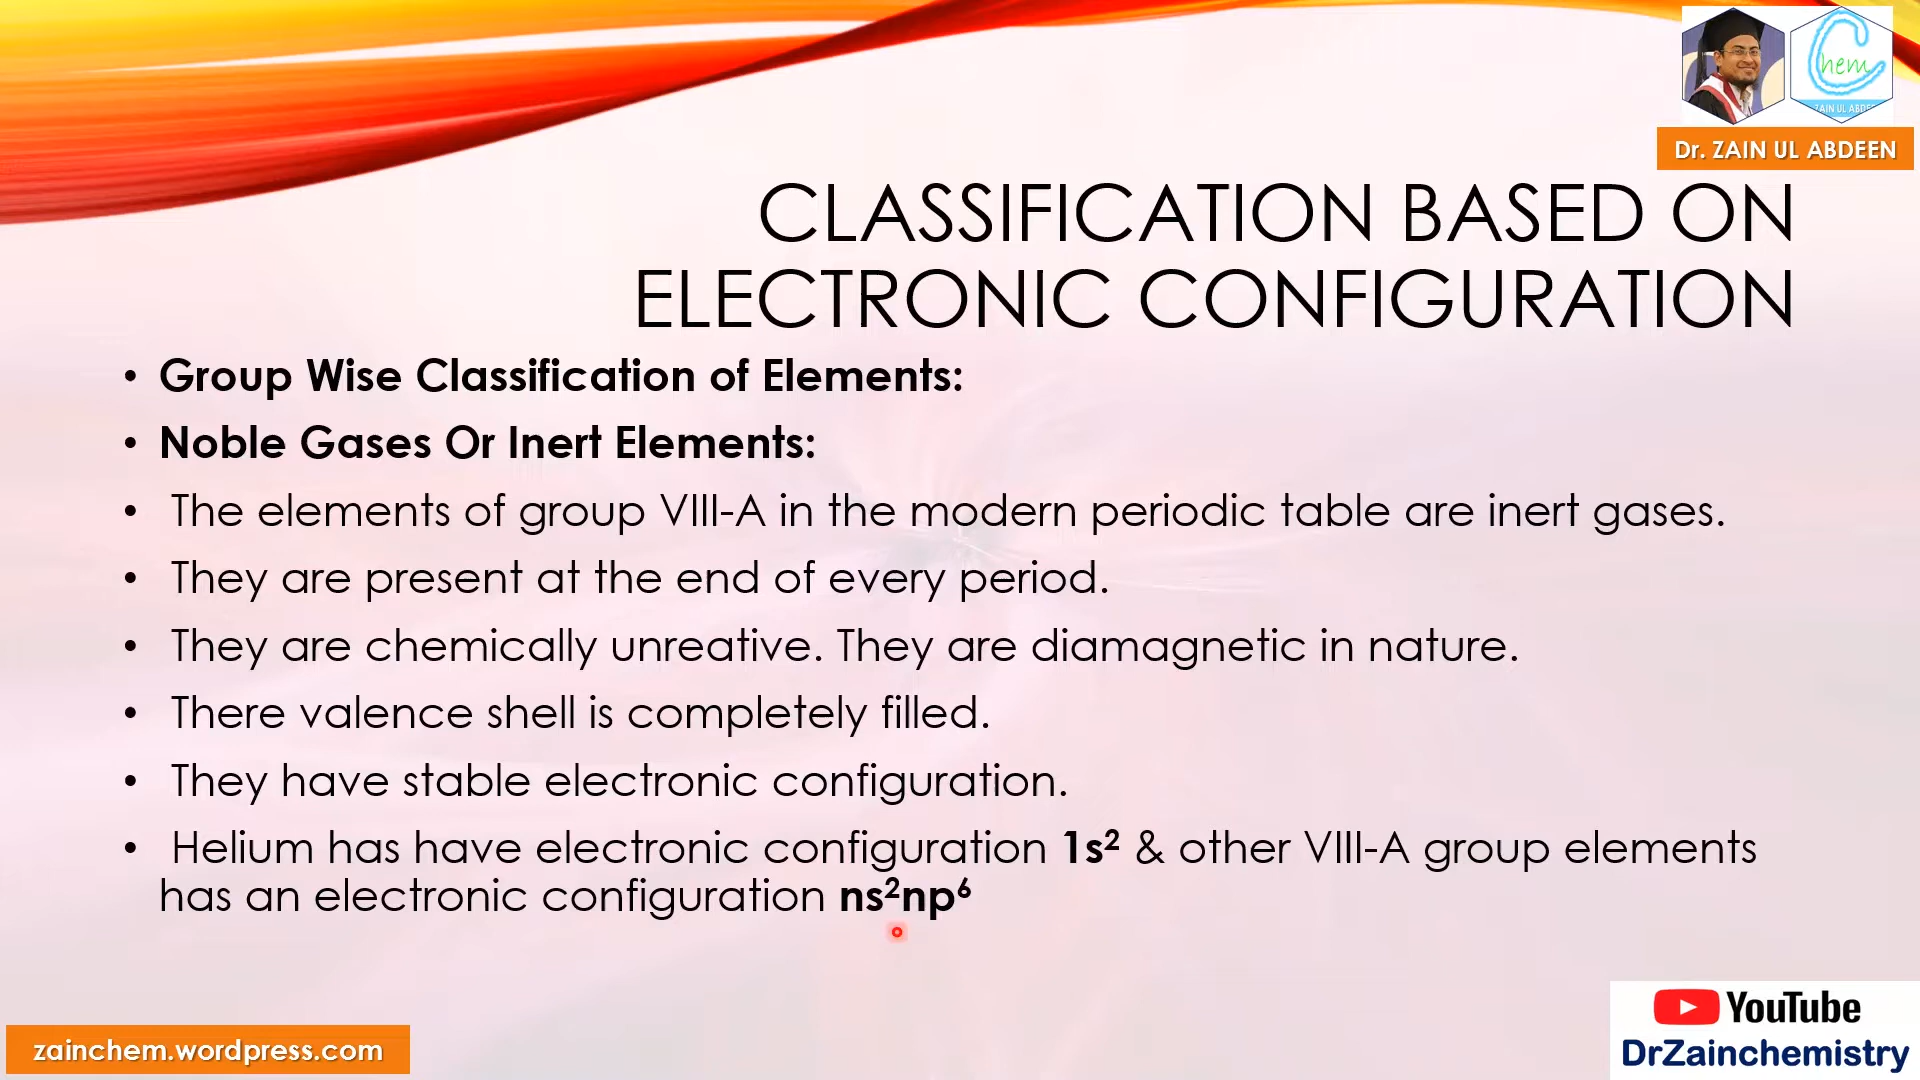 Chem
ZAIN UL ABDE
Dr. ZAIN UL ABDEEN
CLASSIFICATION BASED ON
ELECTRONIC CONFIGURATION
• Group Wise Classification of Elements:
• Noble Gases Or Inert Elements:
• The elements of group VIII-A in the modern periodic table are inert gases.
• They are present at the end of every period.
• They are chemically unreative. They are diamagnetic in nature.
• There valence shell is completely filled.
• They have stable electronic configuration.
• Helium has have electronic configuration 1s² & other VIII-A group elements
has an electronic configuration ns²np⁶
zainchem.wordpress.com
YouTube
DrZainchemistry